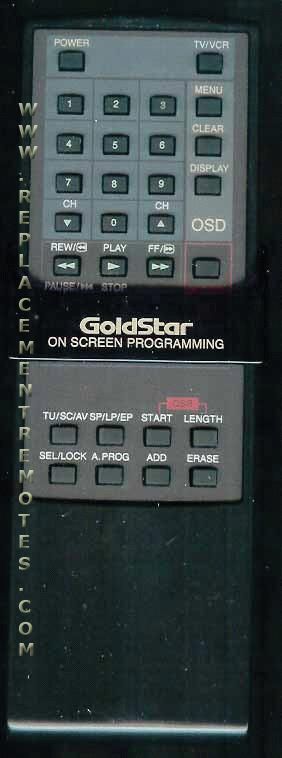 POWER TV/VCR
1 2 3 MENU
4 5 6 CLEAR
7 8 9 DISPLAY
CH CH
0 OSD
REW/ PLAY FF/
PAUSE/ STOP
GoldStar
ON SCREEN PROGRAMMING
OSR
TU/SC/AV SP/LP/EP START LENGTH
SEL/LOCK A.PROG ADD ERASE
WWW.REPLACEMENTREMOTES.COM